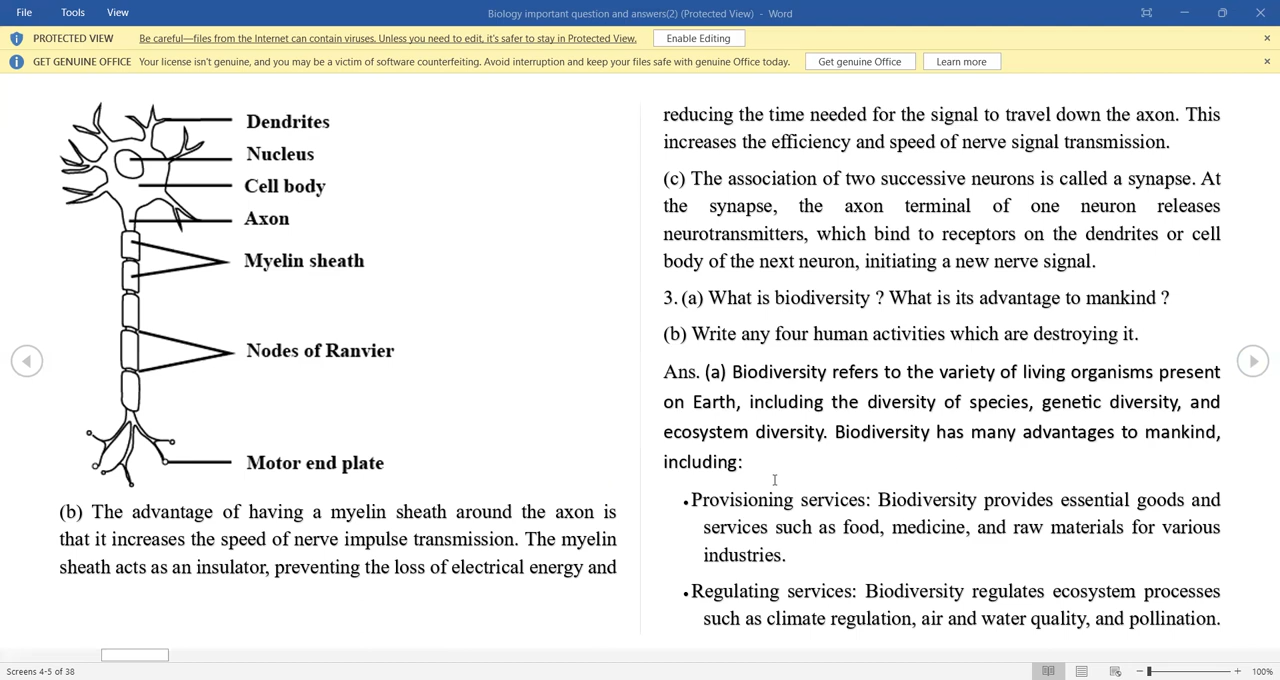 File Tools View Biology important question and answers(2) (Protected View) - Word
PROTECTED VIEW Be careful—files from the Internet can contain viruses. Unless you need to edit, it's safer to stay in Protected View. Enable Editing
GET GENUINE OFFICE Your license isn't genuine, and you may be a victim of software counterfeiting. Avoid interruption and keep your files safe with genuine Office today. Get genuine Office Learn more
Dendrites
Nucleus
Cell body
Axon
Myelin sheath
Nodes of Ranvier
Motor end plate
(b) The advantage of having a myelin sheath around the axon is
that it increases the speed of nerve impulse transmission. The myelin
sheath acts as an insulator, preventing the loss of electrical energy and
reducing the time needed for the signal to travel down the axon. This
increases the efficiency and speed of nerve signal transmission.
(c) The association of two successive neurons is called a synapse. At
the synapse, the axon terminal of one neuron releases
neurotransmitters, which bind to receptors on the dendrites or cell
body of the next neuron, initiating a new nerve signal.
3. (a) What is biodiversity ? What is its advantage to mankind ?
(b) Write any four human activities which are destroying it.
Ans. (a) Biodiversity refers to the variety of living organisms present
on Earth, including the diversity of species, genetic diversity, and
ecosystem diversity. Biodiversity has many advantages to mankind,
including:
• Provisioning services: Biodiversity provides essential goods and
services such as food, medicine, and raw materials for various
industries.
• Regulating services: Biodiversity regulates ecosystem processes
such as climate regulation, air and water quality, and pollination.
Screens 4-5 of 38 100%